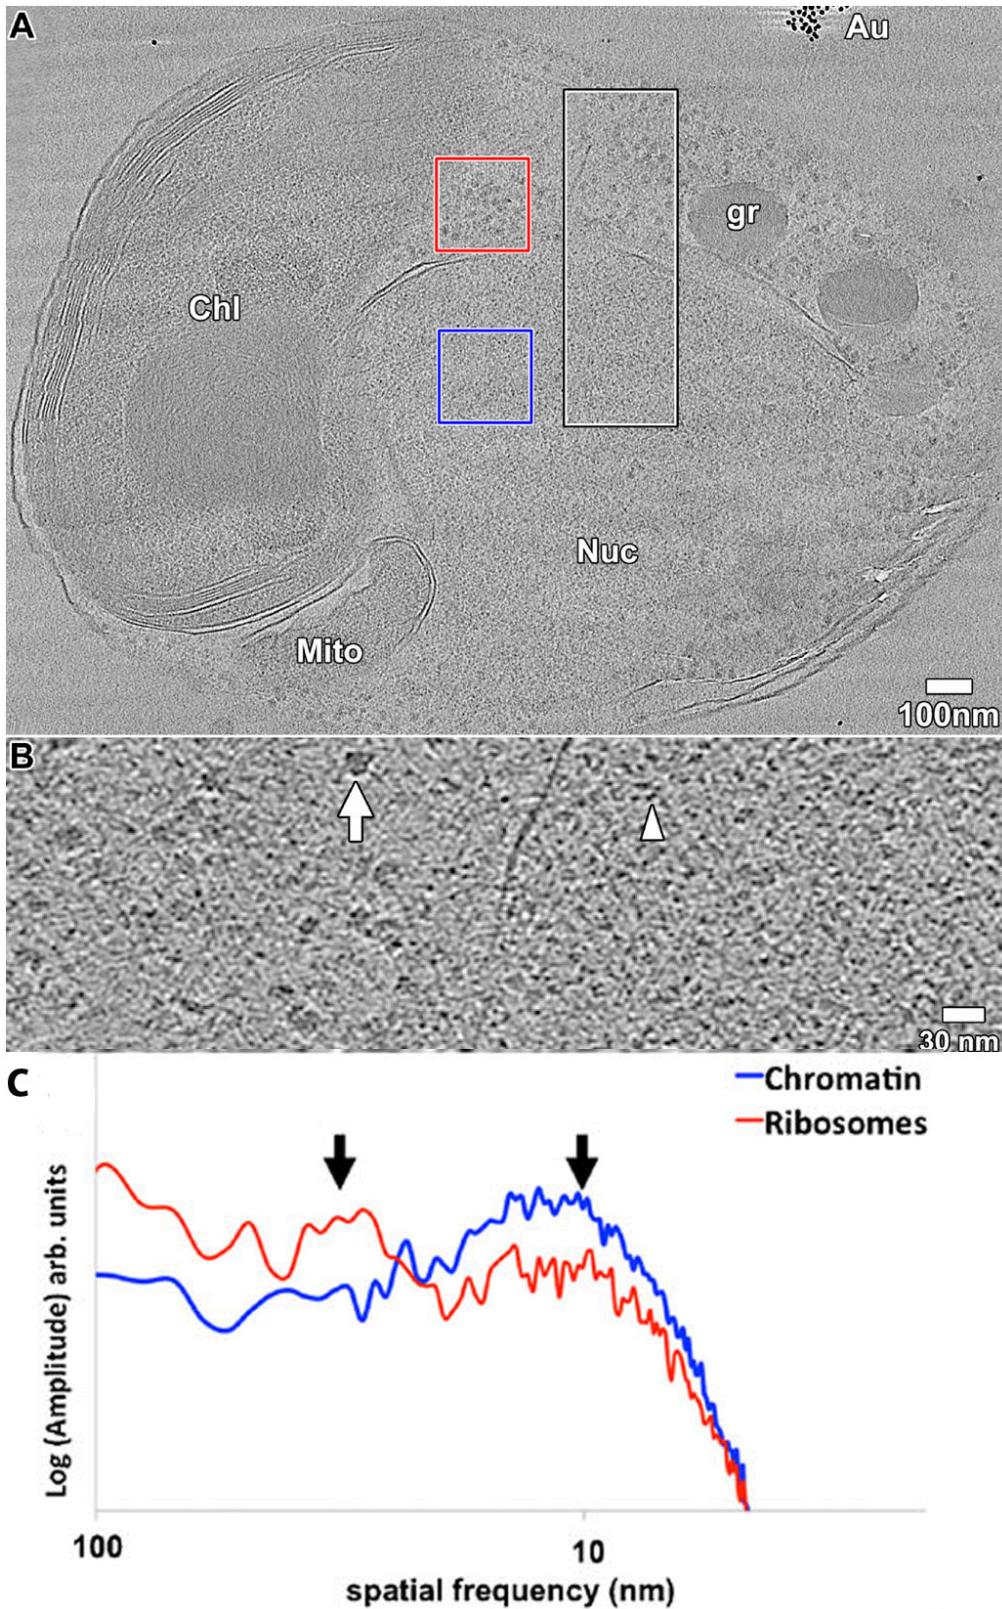 A
Au
gr
Chl
Nuc
Mito
100nm
B
30 nm
C
Chromatin
Ribosomes
Log (Amplitude) arb. units
100
10
spatial frequency (nm)